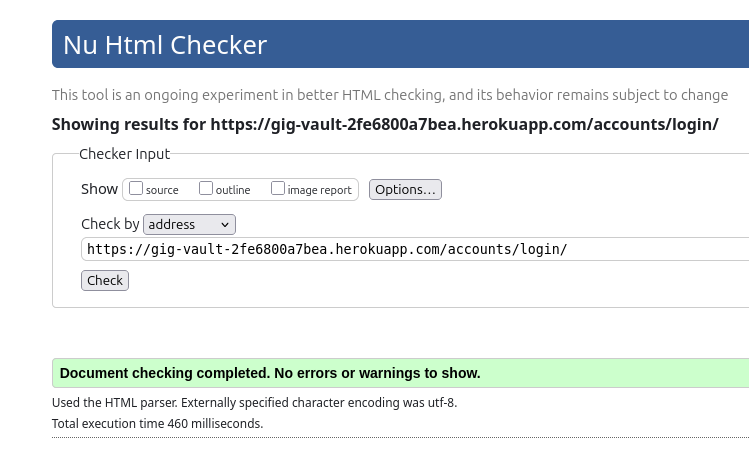 Nu Html Checker
This tool is an ongoing experiment in better HTML checking, and its behavior remains subject to change
Showing results for https://gig-vault-2fe6800a7bea.herokuapp.com/accounts/login/
Checker Input
Show source outline image report Options...
Check by address
https://gig-vault-2fe6800a7bea.herokuapp.com/accounts/login/
Check
Document checking completed. No errors or warnings to show.
Used the HTML parser. Externally specified character encoding was utf-8.
Total execution time 460 milliseconds.